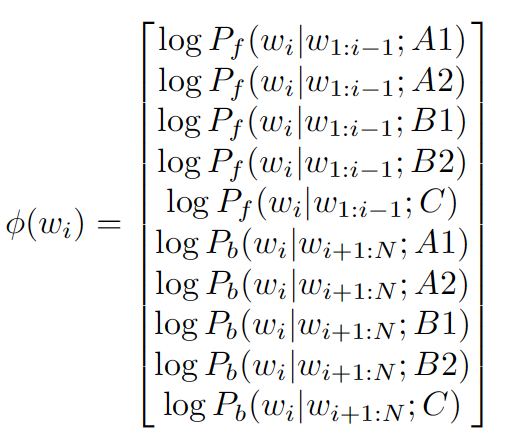 log P_f(w_i|w_{1:i−1}; A1)
log P_f(w_i|w_{1:i−1}; A2)
log P_f(w_i|w_{1:i−1}; B1)
log P_f(w_i|w_{1:i−1}; B2)
log P_f(w_i|w_{1:i−1}; C)
ϕ(w_i) =
log P_b(w_i|w_{i+1:N}; A1)
log P_b(w_i|w_{i+1:N}; A2)
log P_b(w_i|w_{i+1:N}; B1)
log P_b(w_i|w_{i+1:N}; B2)
log P_b(w_i|w_{i+1:N}; C)